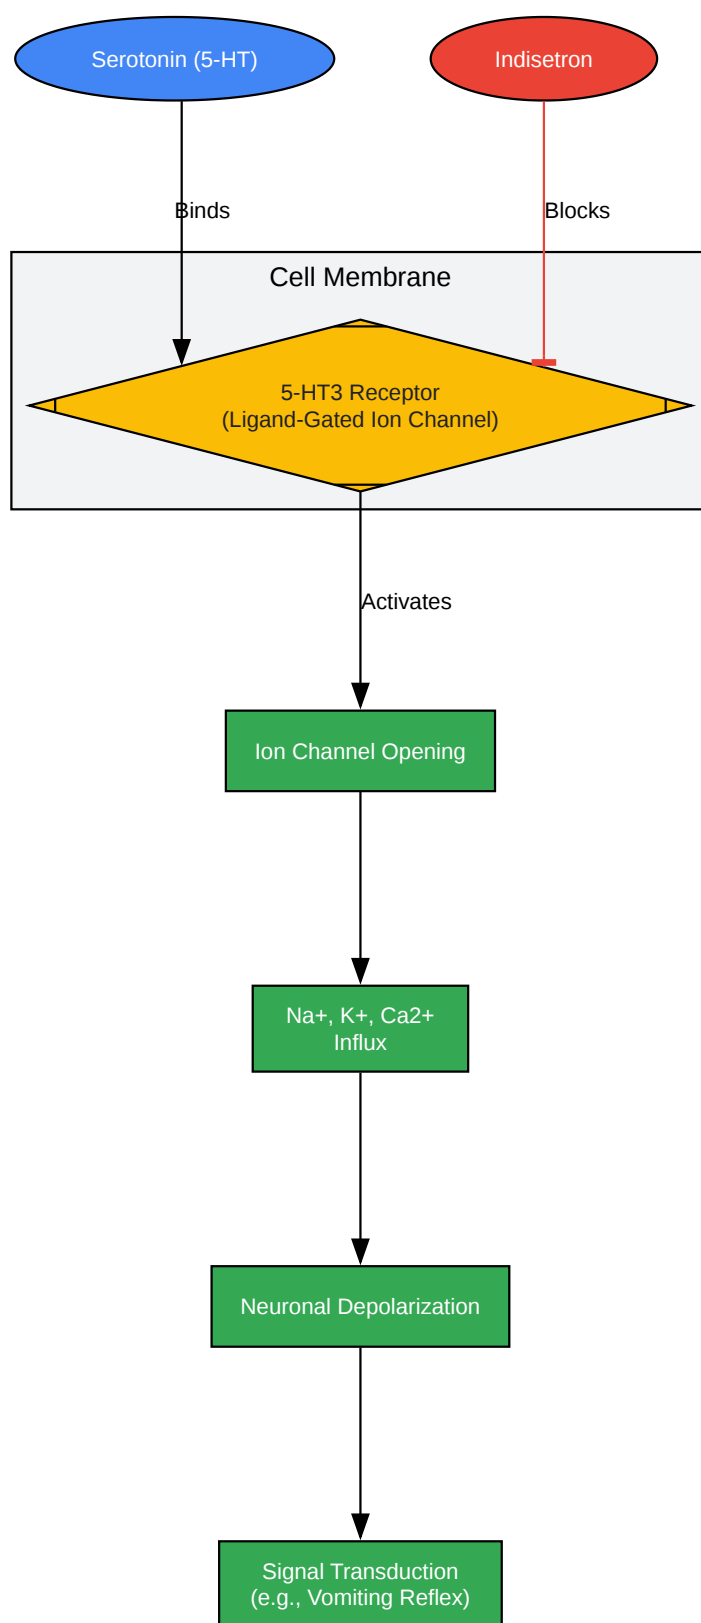 Serotonin (5-HT)
Indisetron
Binds
Blocks
Cell Membrane
5-HT3 Receptor
(Ligand-Gated Ion Channel)
Activates
Ion Channel Opening
Na+, K+, Ca2+
Influx
Neuronal Depolarization
Signal Transduction
(e.g., Vomiting Reflex)